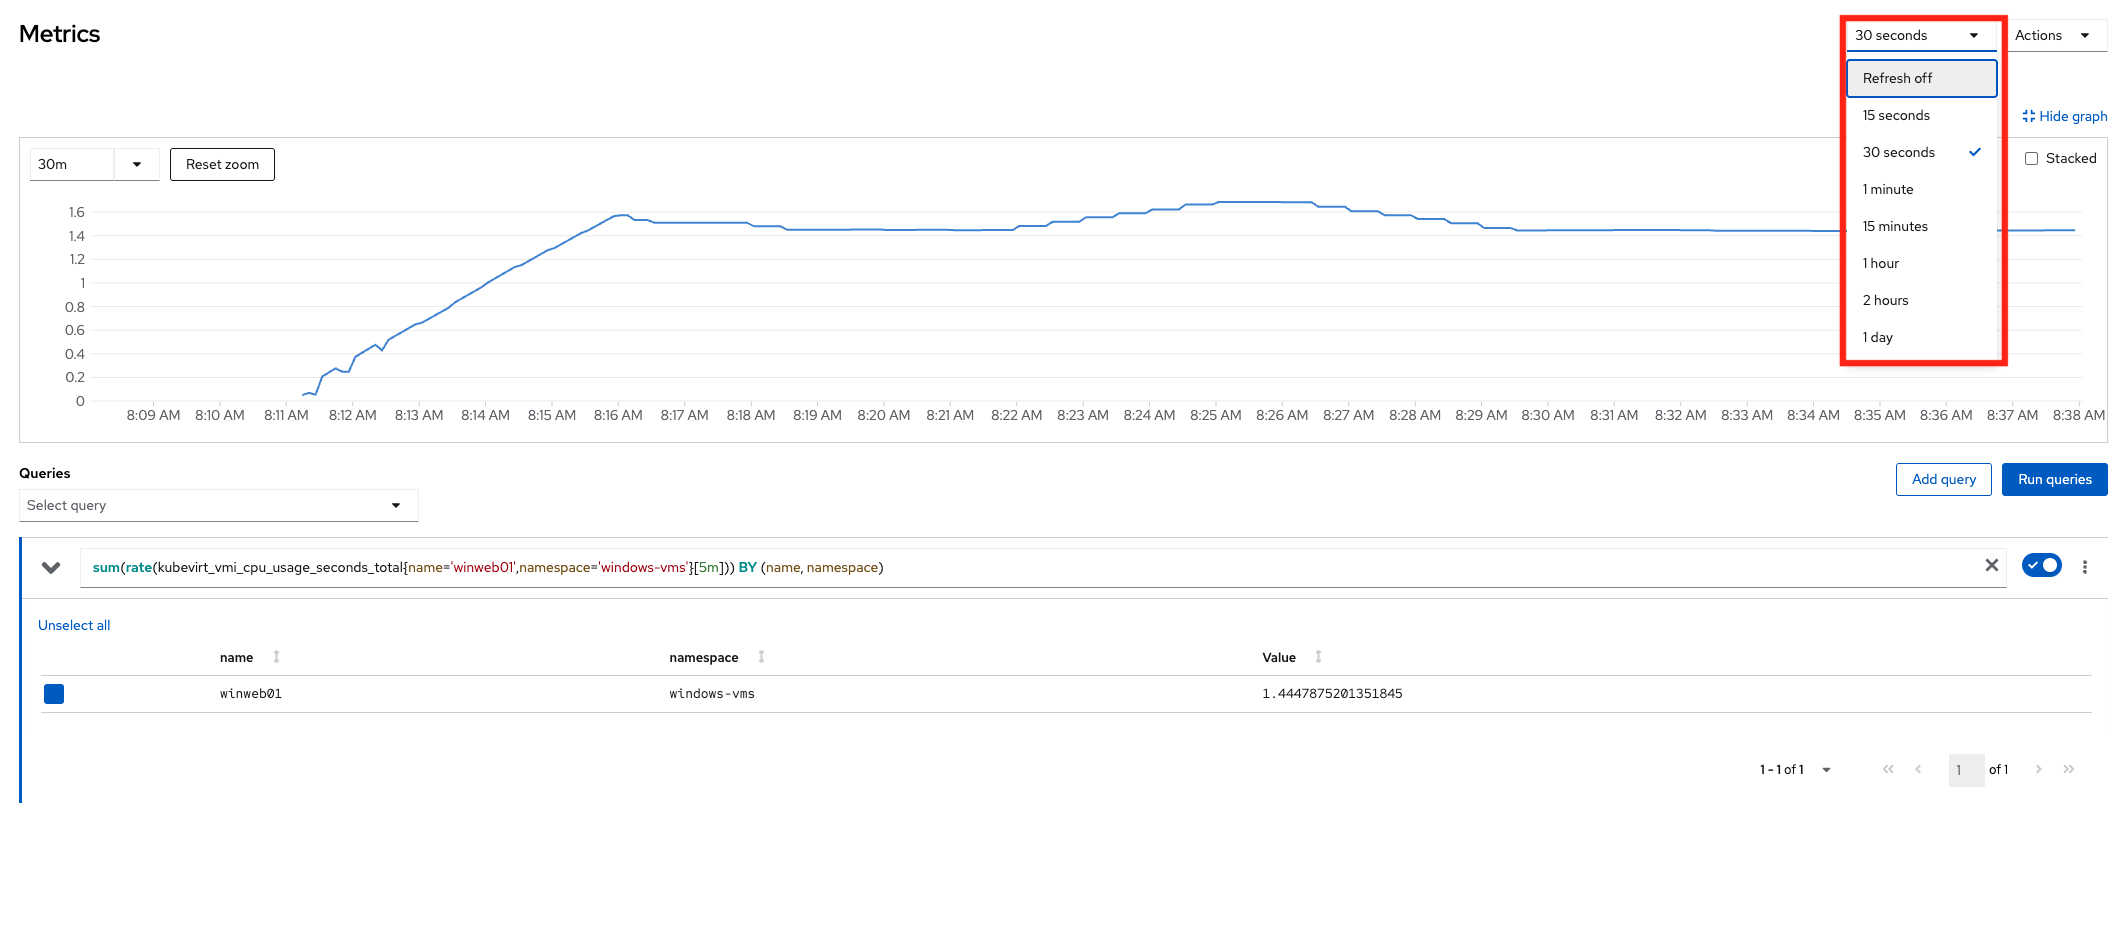 Metrics
30 seconds
Actions
Refresh off
15 seconds
30 seconds
1 minute
15 minutes
1 hour
2 hours
1 day
Hide graph
30m
Reset zoom
Stacked
1.6
1.4
1.2
1
0.8
0.6
0.4
0.2
0
8:09 AM 8:10 AM 8:11 AM 8:12 AM 8:13 AM 8:14 AM 8:15 AM 8:16 AM 8:17 AM 8:18 AM 8:19 AM 8:20 AM 8:21 AM 8:22 AM 8:23 AM 8:24 AM 8:25 AM 8:26 AM 8:27 AM 8:28 AM 8:29 AM 8:30 AM 8:31 AM 8:32 AM 8:33 AM 8:34 AM 8:35 AM 8:36 AM 8:37 AM 8:38 AM
Queries
Select query
Add query
Run queries
sum(rate(kubevirt_vmi_cpu_usage_seconds_total{name='winweb01',namespace='windows-vms'}[5m])) BY (name, namespace)
Unselect all
name namespace Value
winweb01 windows-vms 1.4447875201351845
1 - 1 of 1
1 of 1